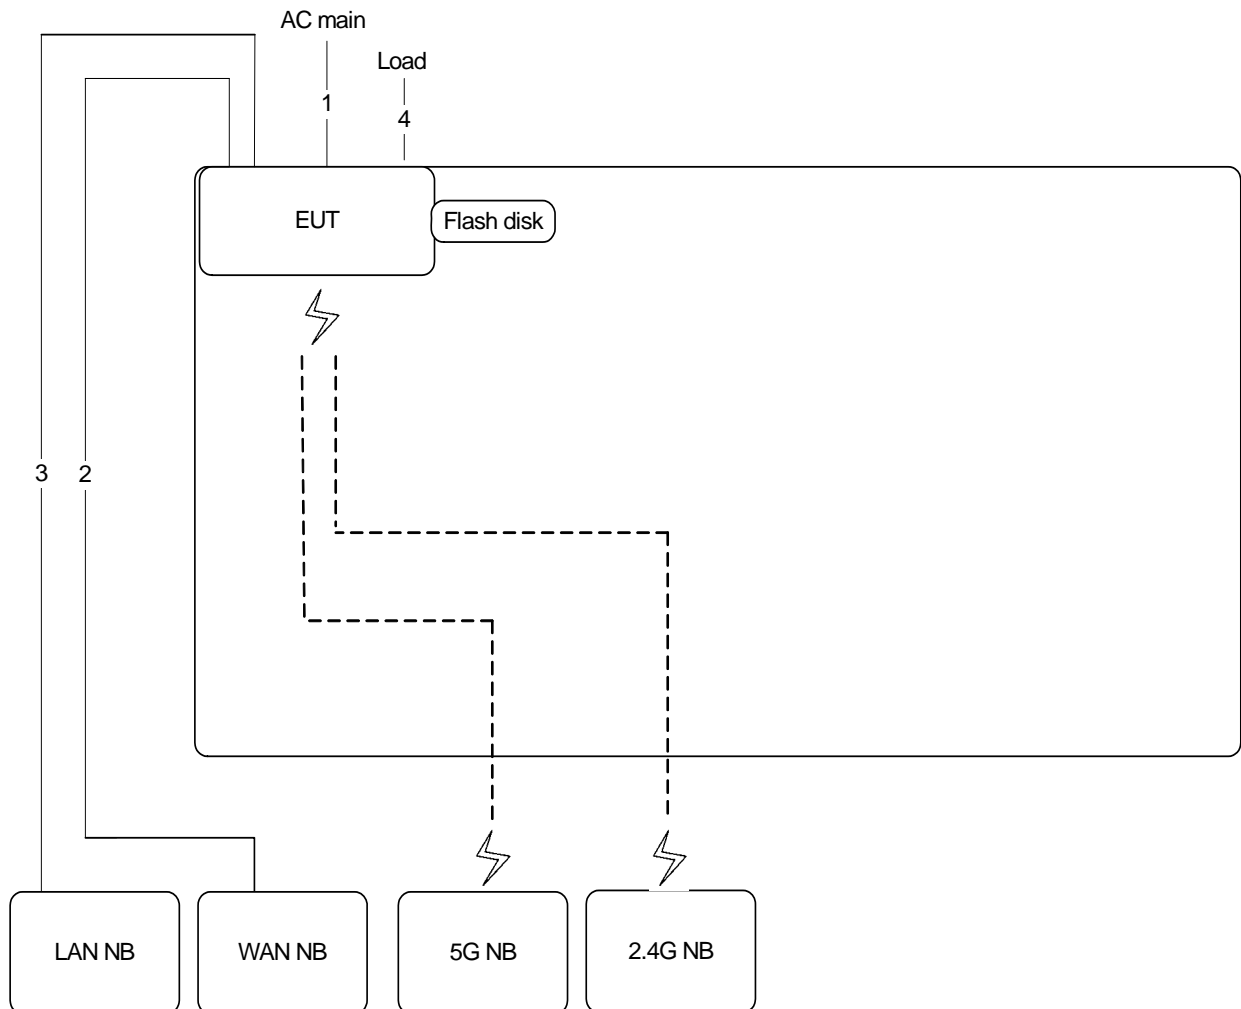 AC main
Load
1
4
EUT
Flash disk
3
2
LAN NB
WAN NB
5G NB
2.4G NB